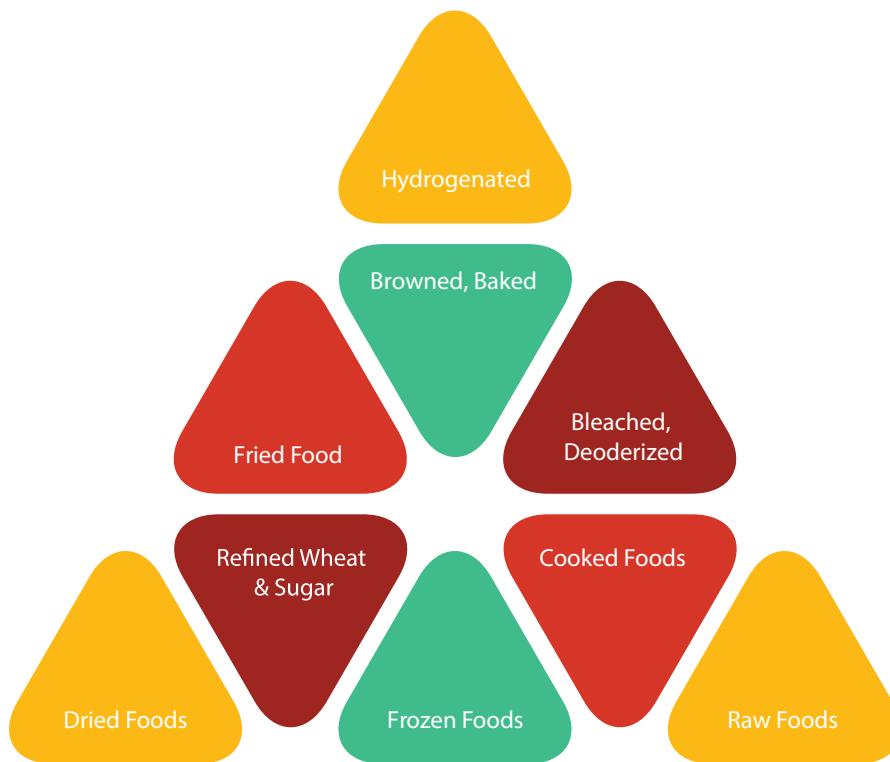 Hydrogenated
Browned, Baked
Fried Food
Bleached,
Deoderized
Refined Wheat
& Sugar
Cooked Foods
Dried Foods
Frozen Foods
Raw Foods